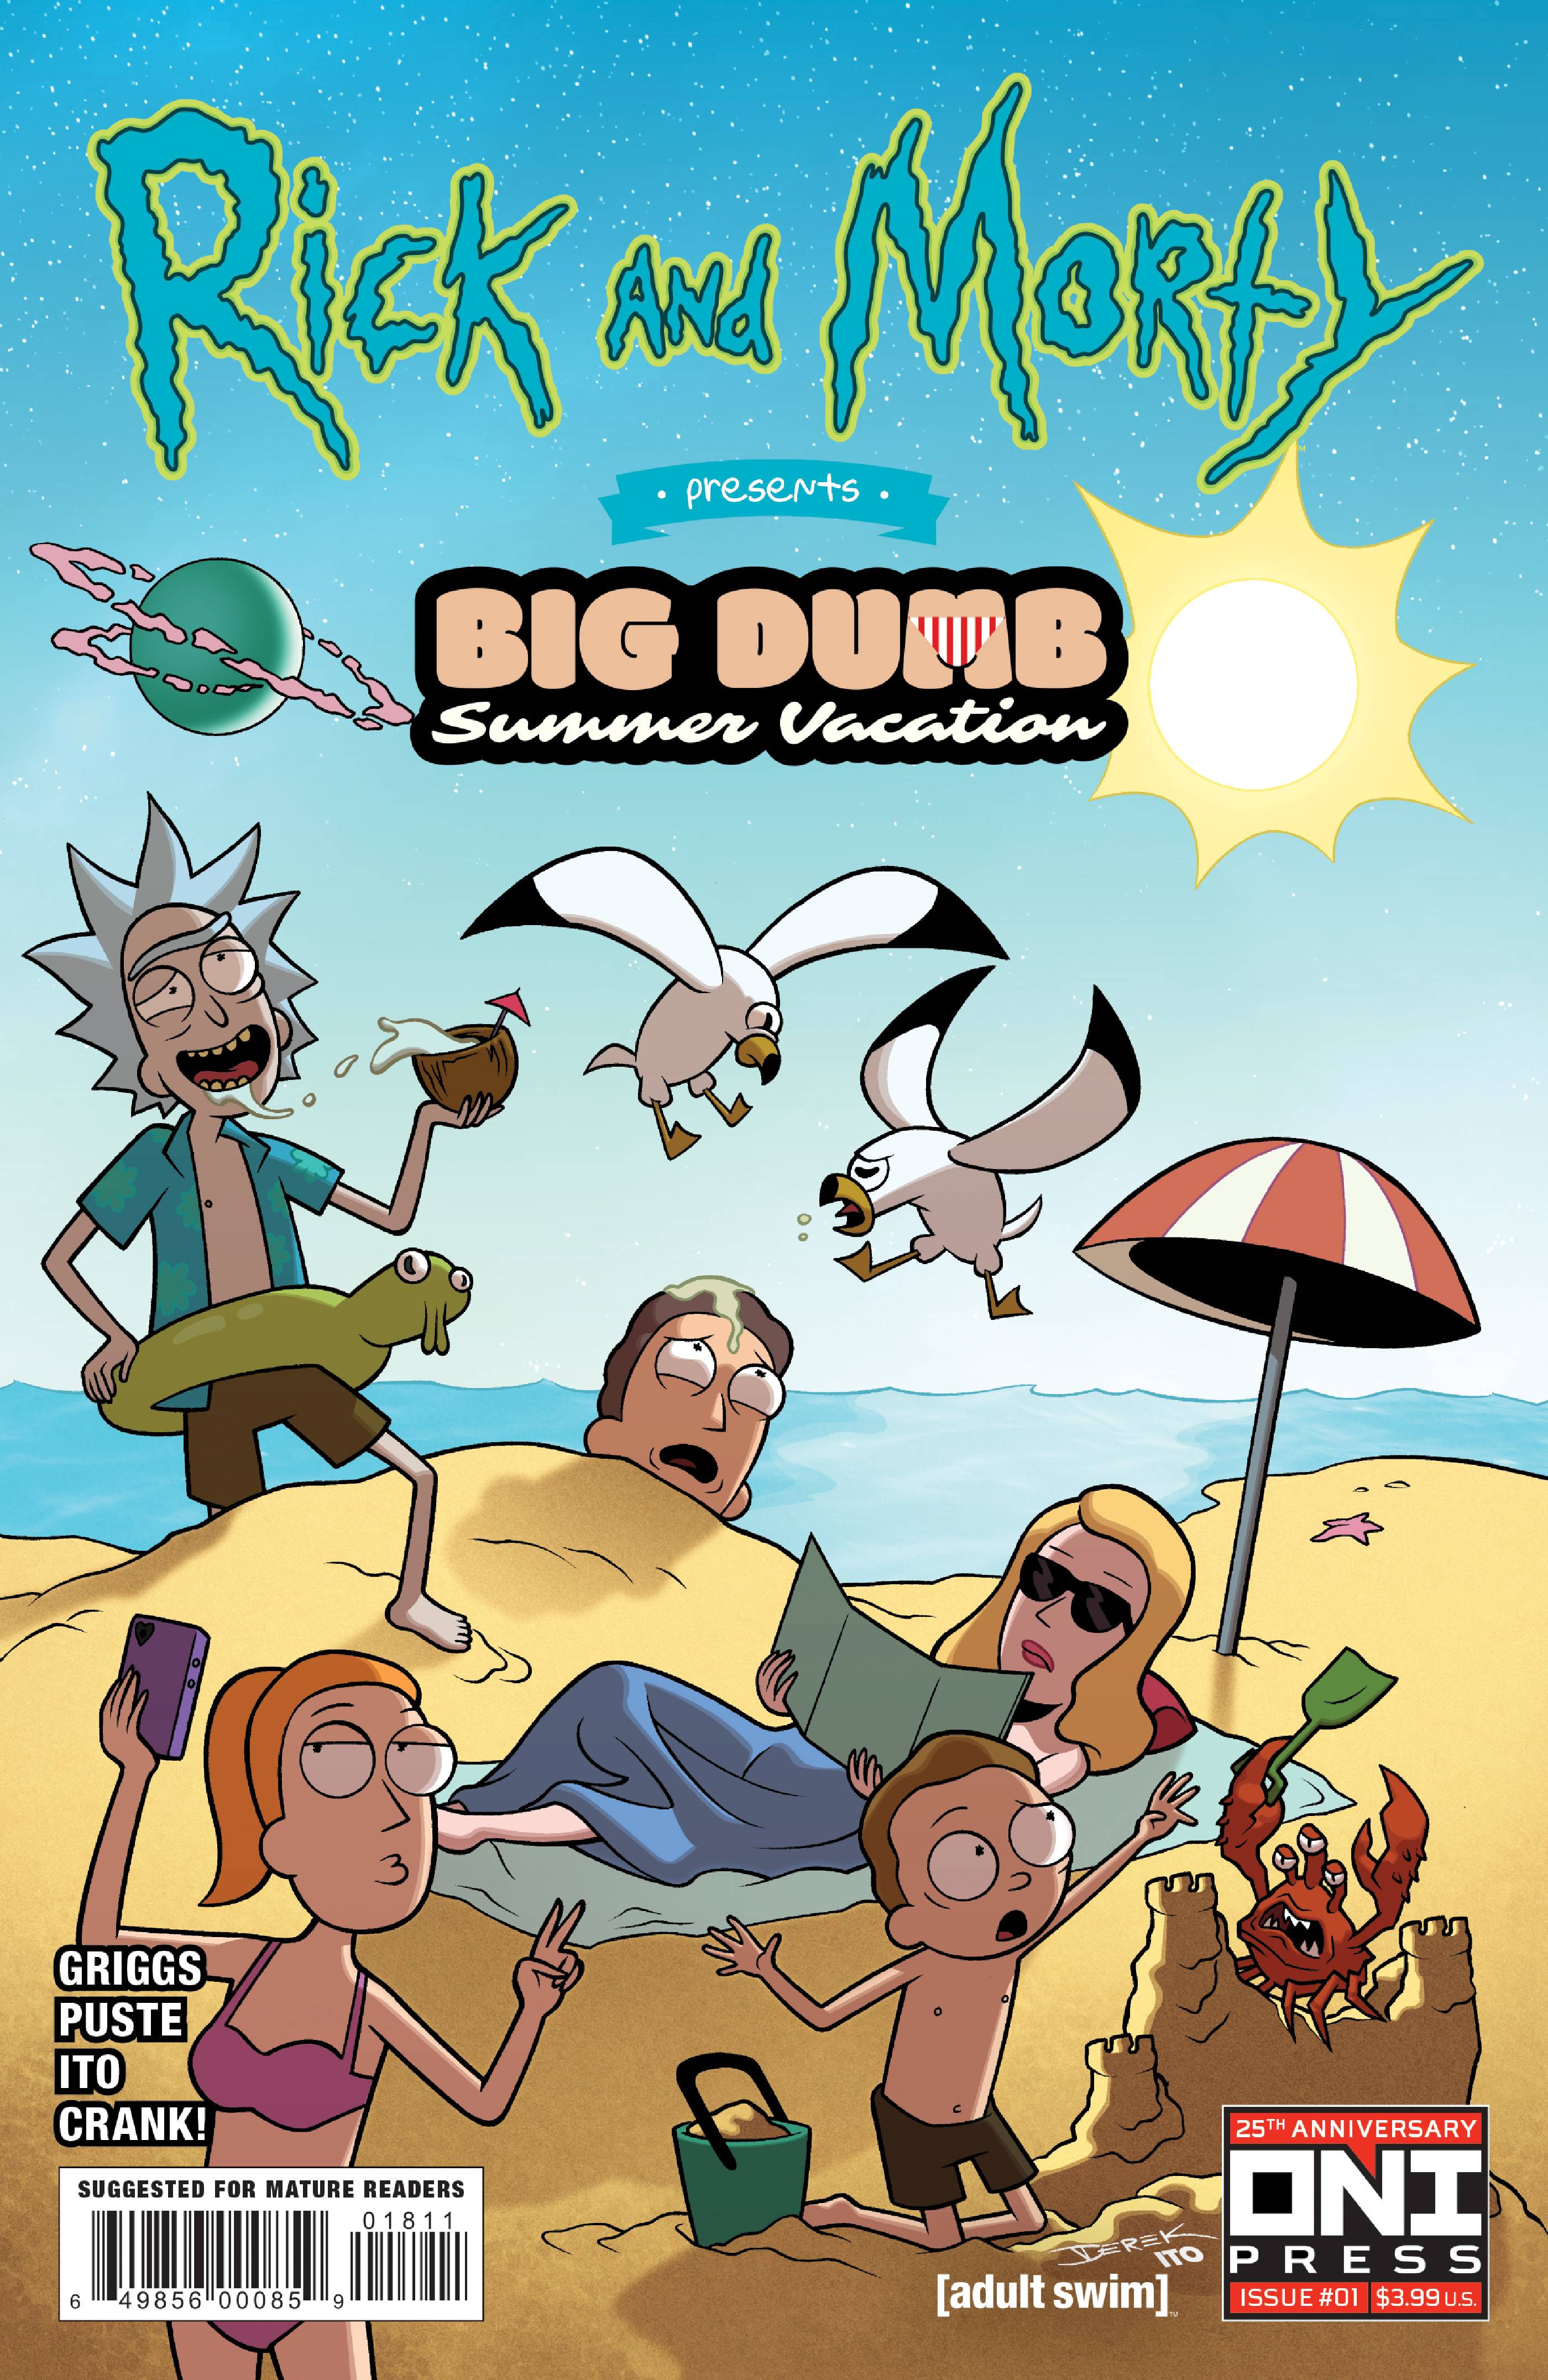 Rick and Morty
• presents •
BIG DUMB
Summer Vacation
GRIGGS
PUSTE
ITO
CRANK!
SUGGESTED FOR MATURE READERS
01811
6 49856 00085 9
DEREK
ITO
[adult swim]™
25TH ANNIVERSARY
ONI
PRESS
ISSUE #01 $3.99 U.S.